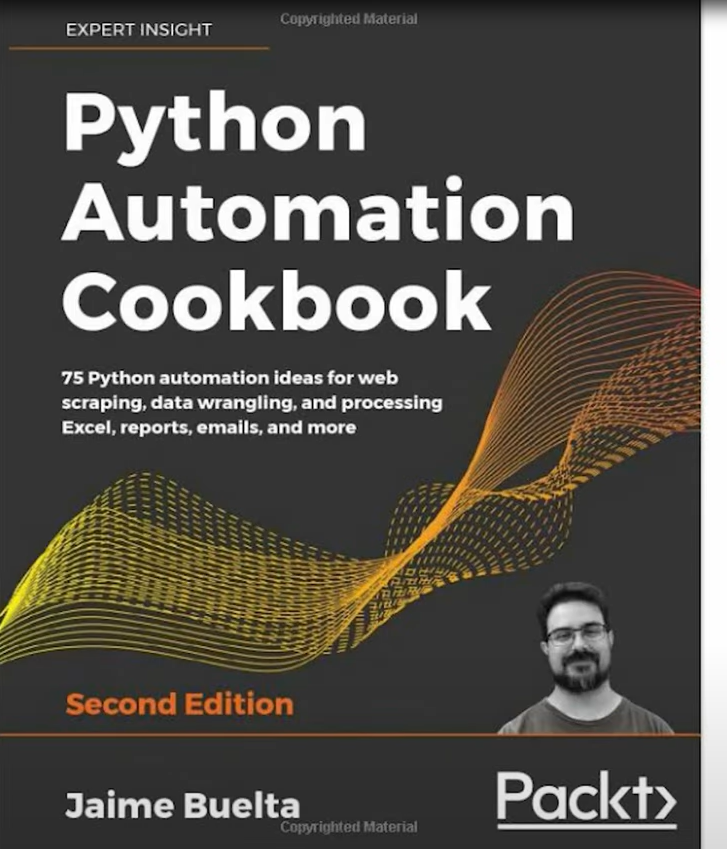 Copyrighted Material
EXPERT INSIGHT
Python
Automation
Cookbook
75 Python automation ideas for web
scraping, data wrangling, and processing
Excel, reports, emails, and more
Second Edition
Jaime Buelta
Packt>
Copyrighted Material